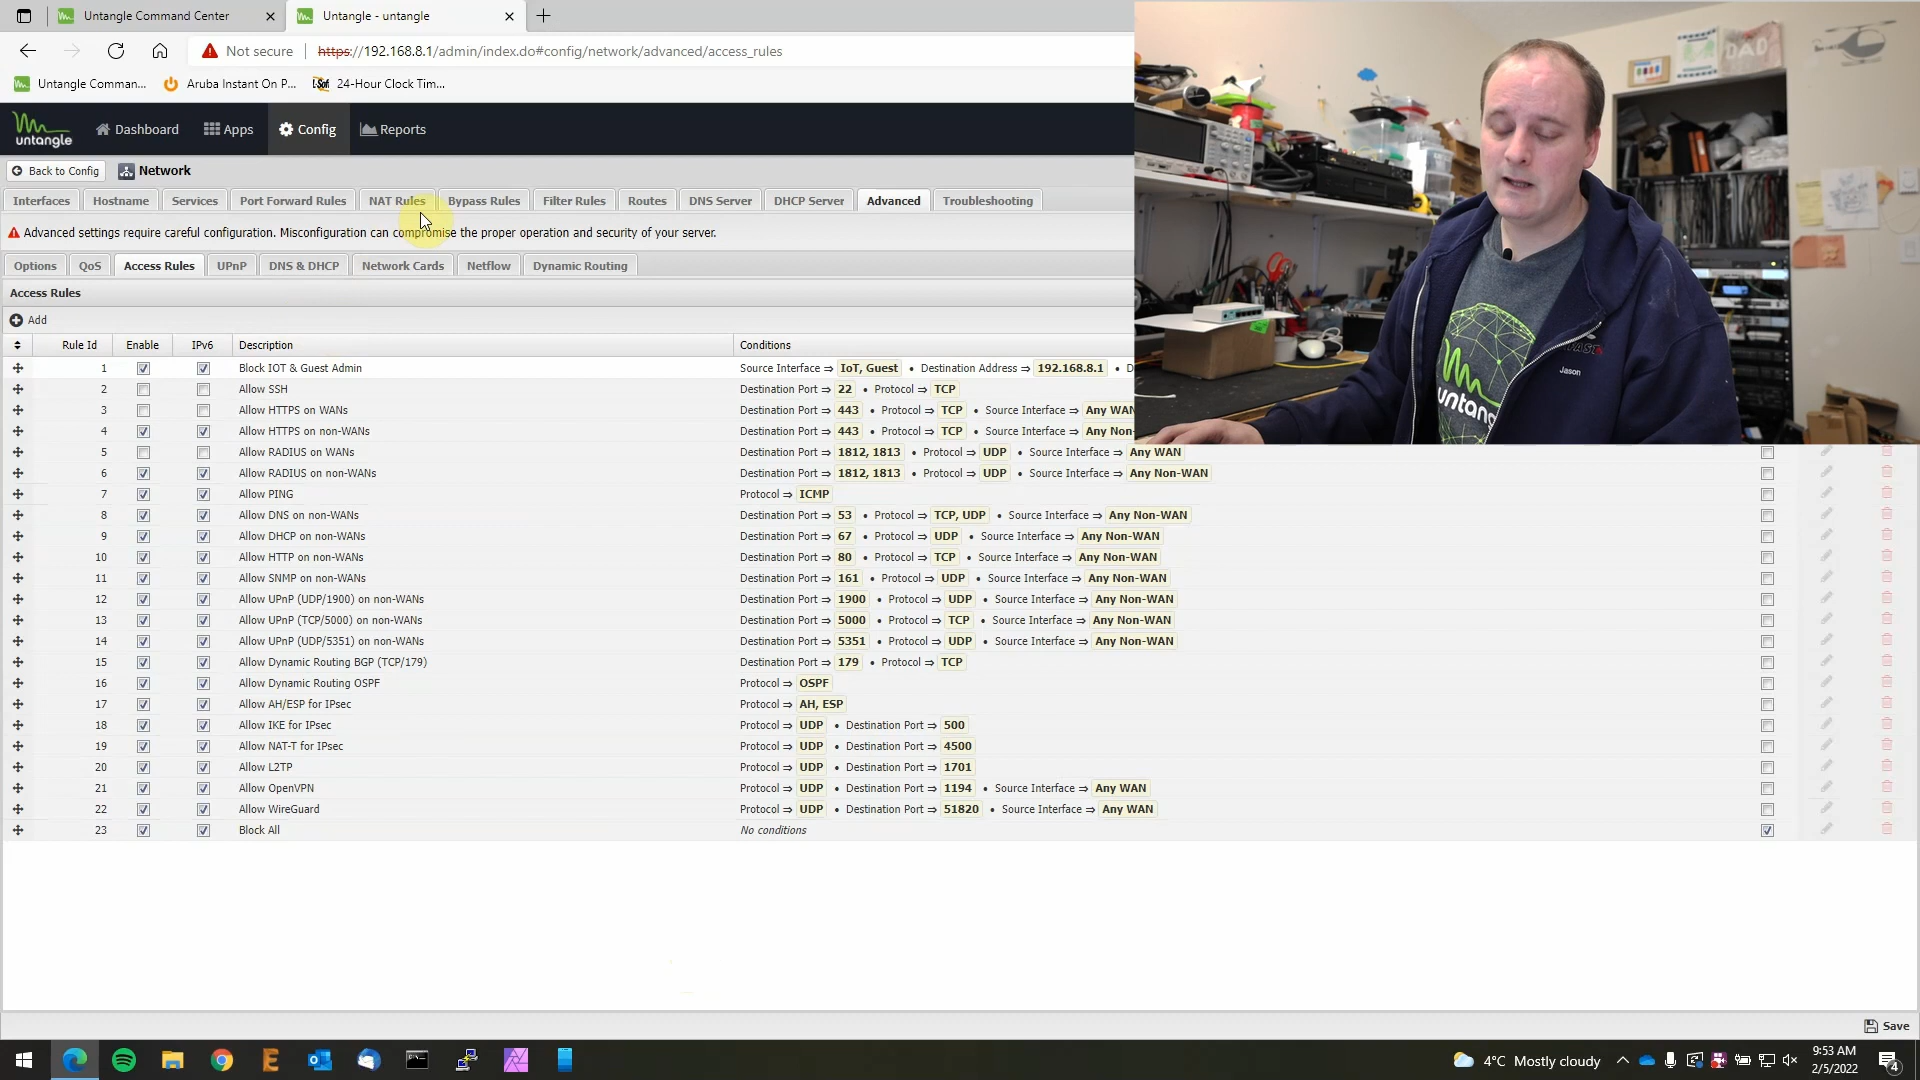 Untangle Command Center
Untangle - untangle
Not secure https://192.168.8.1/admin/index.do#config/network/advanced/access_rules
Untangle Comman... Aruba Instant On P... 24-Hour Clock Tim...
untangle Dashboard Apps Config Reports
Back to Config Network
Interfaces Hostname Services Port Forward Rules NAT Rules Bypass Rules Filter Rules Routes DNS Server DHCP Server Advanced Troubleshooting
Advanced settings require careful configuration. Misconfiguration can compromise the proper operation and security of your server.
Options QoS Access Rules UPnP DNS & DHCP Network Cards Netflow Dynamic Routing
Access Rules
Add
Rule Id Enable IPv6 Description Conditions
1 Block IOT & Guest Admin Source Interface ⇒ IoT, Guest • Destination Address ⇒ 192.168.8.1 • D
2 Allow SSH Destination Port ⇒ 22 • Protocol ⇒ TCP
3 Allow HTTPS on WANs Destination Port ⇒ 443 • Protocol ⇒ TCP • Source Interface ⇒ Any WAN
4 Allow HTTPS on non-WANs Destination Port ⇒ 443 • Protocol ⇒ TCP • Source Interface ⇒ Any Non-
5 Allow RADIUS on WANs Destination Port ⇒ 1812, 1813 • Protocol ⇒ UDP • Source Interface ⇒ Any WAN
6 Allow RADIUS on non-WANs Destination Port ⇒ 1812, 1813 • Protocol ⇒ UDP • Source Interface ⇒ Any Non-WAN
7 Allow PING Protocol ⇒ ICMP
8 Allow DNS on non-WANs Destination Port ⇒ 53 • Protocol ⇒ TCP, UDP • Source Interface ⇒ Any Non-WAN
9 Allow DHCP on non-WANs Destination Port ⇒ 67 • Protocol ⇒ UDP • Source Interface ⇒ Any Non-WAN
10 Allow HTTP on non-WANs Destination Port ⇒ 80 • Protocol ⇒ TCP • Source Interface ⇒ Any Non-WAN
11 Allow SNMP on non-WANs Destination Port ⇒ 161 • Protocol ⇒ UDP • Source Interface ⇒ Any Non-WAN
12 Allow UPnP (UDP/1900) on non-WANs Destination Port ⇒ 1900 • Protocol ⇒ UDP • Source Interface ⇒ Any Non-WAN
13 Allow UPnP (TCP/5000) on non-WANs Destination Port ⇒ 5000 • Protocol ⇒ TCP • Source Interface ⇒ Any Non-WAN
14 Allow UPnP (UDP/5351) on non-WANs Destination Port ⇒ 5351 • Protocol ⇒ UDP • Source Interface ⇒ Any Non-WAN
15 Allow Dynamic Routing BGP (TCP/179) Destination Port ⇒ 179 • Protocol ⇒ TCP
16 Allow Dynamic Routing OSPF Protocol ⇒ OSPF
17 Allow AH/ESP for IPsec Protocol ⇒ AH, ESP
18 Allow IKE for IPsec Protocol ⇒ UDP • Destination Port ⇒ 500
19 Allow NAT-T for IPsec Protocol ⇒ UDP • Destination Port ⇒ 4500
20 Allow L2TP Protocol ⇒ UDP • Destination Port ⇒ 1701
21 Allow OpenVPN Protocol ⇒ UDP • Destination Port ⇒ 1194 • Source Interface ⇒ Any WAN
22 Allow WireGuard Protocol ⇒ UDP • Destination Port ⇒ 51820 • Source Interface ⇒ Any WAN
23 Block All No conditions
DAD
Jason
untang
Save
4°C Mostly cloudy
9:53 AM
2/5/2022
4